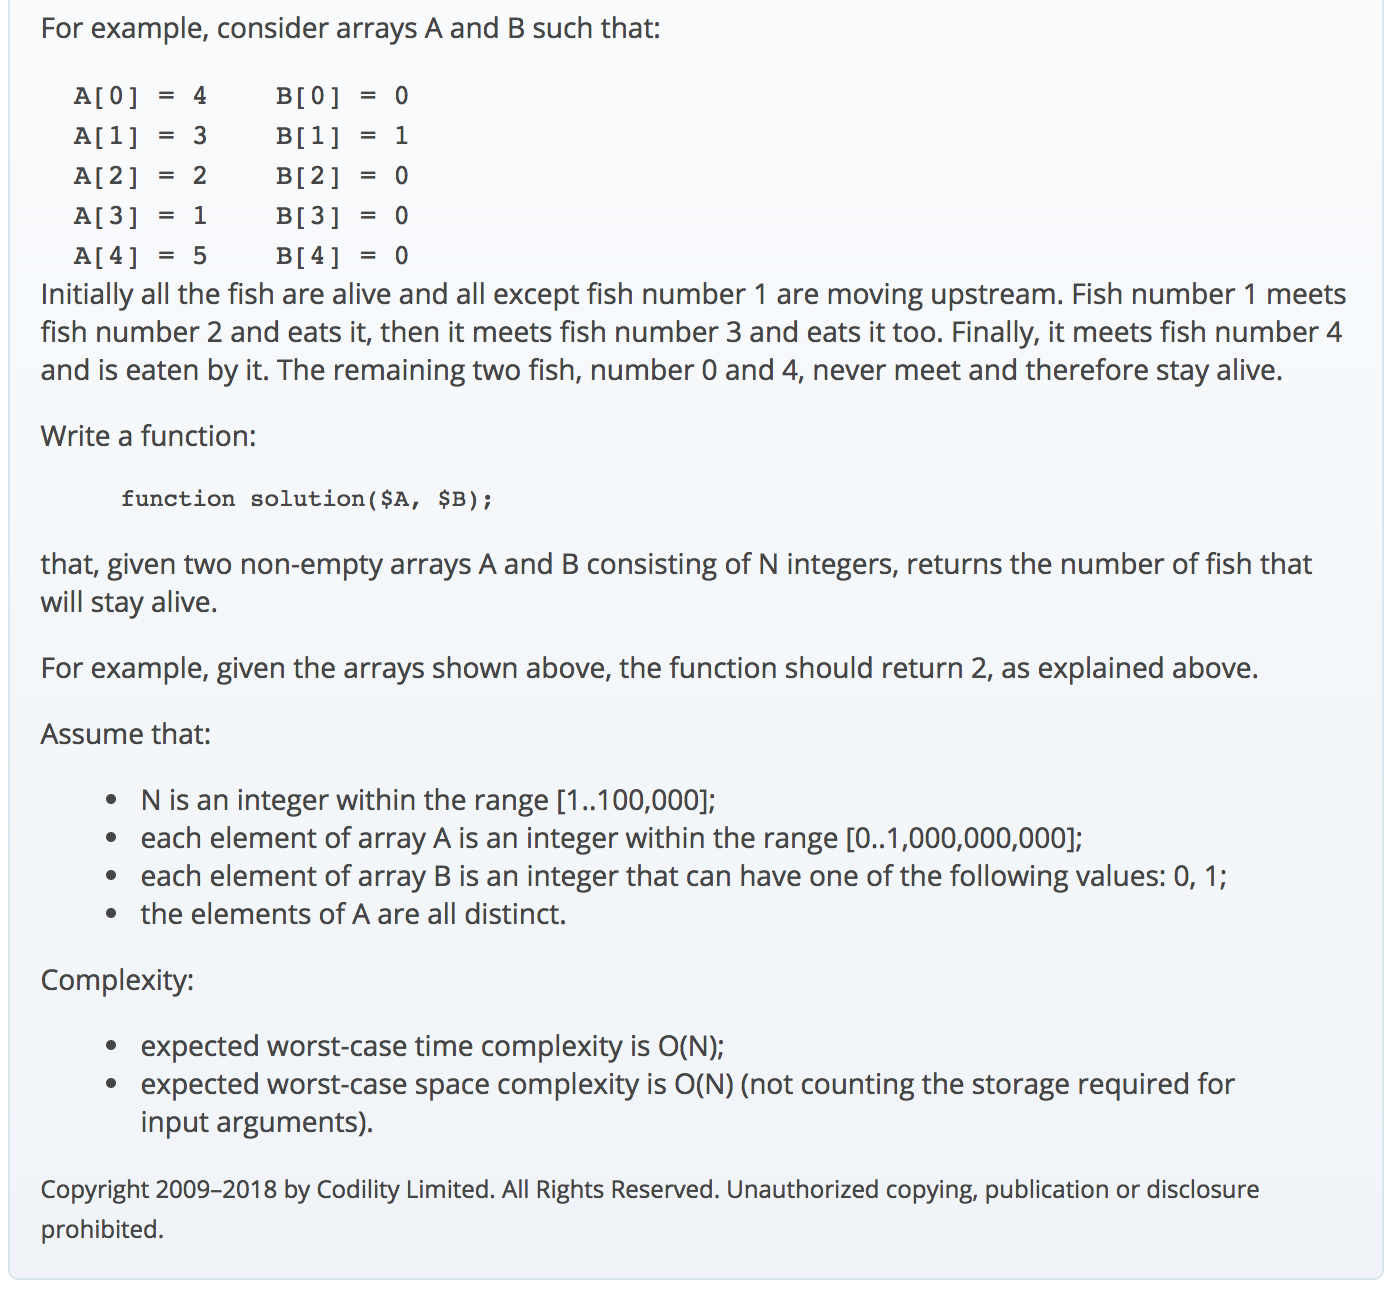 For example, consider arrays A and B such that:
A[0] = 4    B[0] = 0
A[1] = 3    B[1] = 1
A[2] = 2    B[2] = 0
A[3] = 1    B[3] = 0
A[4] = 5    B[4] = 0
Initially all the fish are alive and all except fish number 1 are moving upstream. Fish number 1 meets
fish number 2 and eats it, then it meets fish number 3 and eats it too. Finally, it meets fish number 4
and is eaten by it. The remaining two fish, number 0 and 4, never meet and therefore stay alive.
Write a function:
function solution($A, $B);
that, given two non-empty arrays A and B consisting of N integers, returns the number of fish that
will stay alive.
For example, given the arrays shown above, the function should return 2, as explained above.
Assume that:
• N is an integer within the range [1..100,000];
• each element of array A is an integer within the range [0..1,000,000,000];
• each element of array B is an integer that can have one of the following values: 0, 1;
• the elements of A are all distinct.
Complexity:
• expected worst-case time complexity is O(N);
• expected worst-case space complexity is O(N) (not counting the storage required for
input arguments).
Copyright 2009–2018 by Codility Limited. All Rights Reserved. Unauthorized copying, publication or disclosure
prohibited.